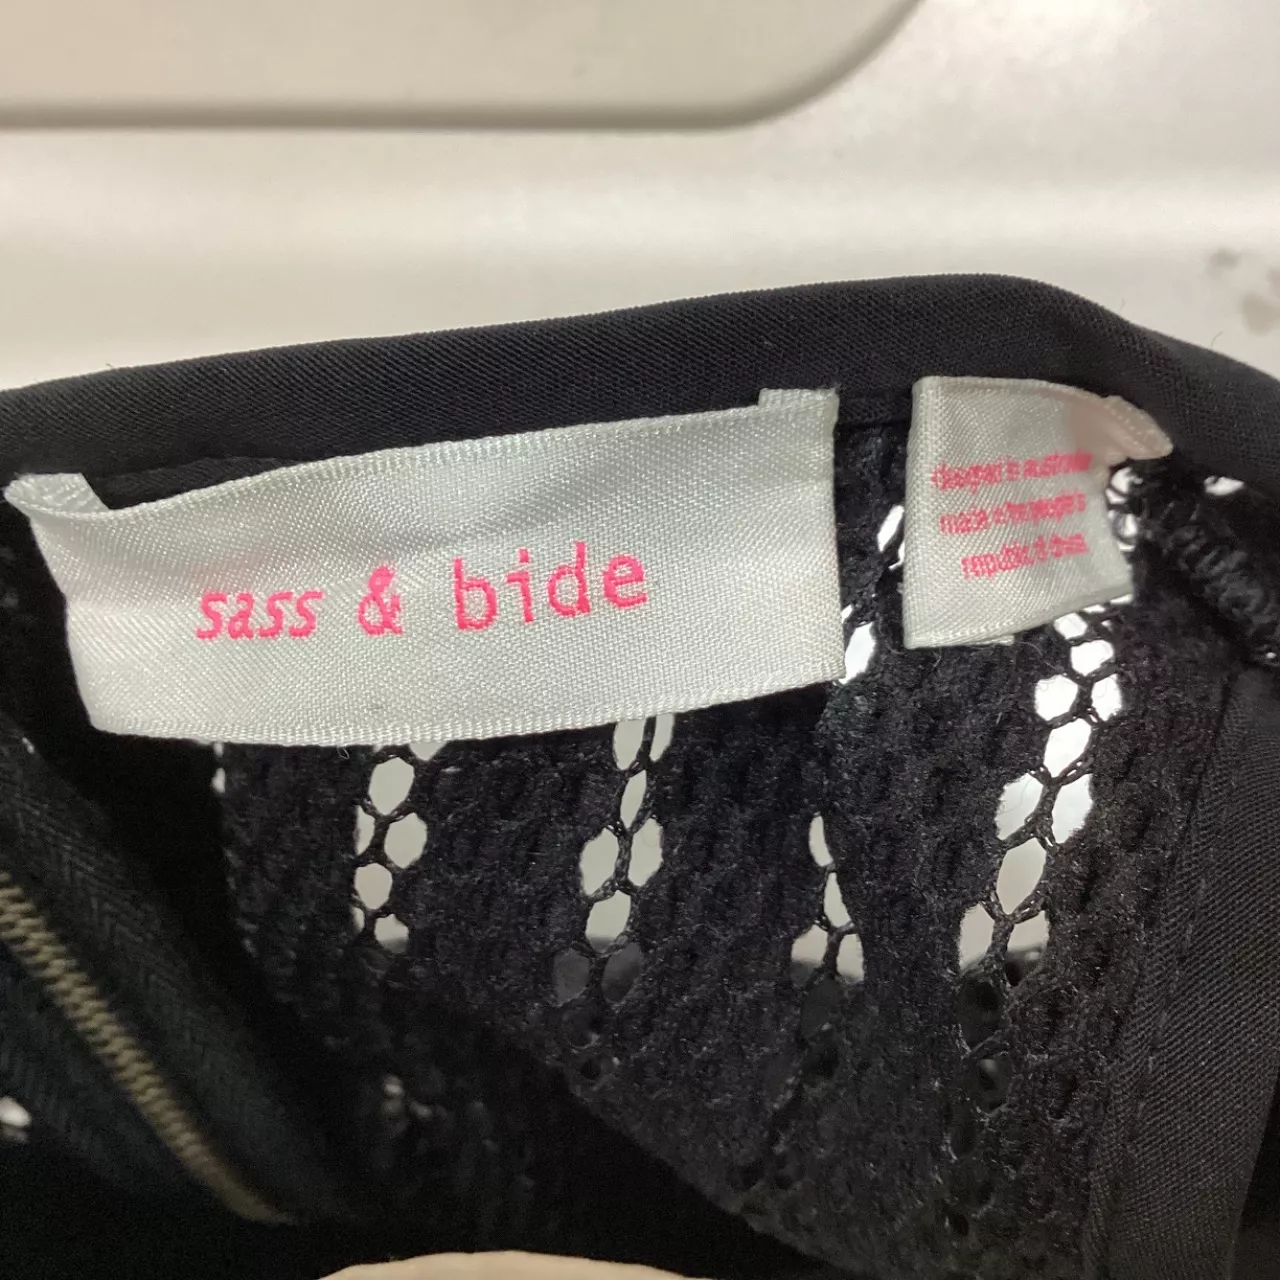 sass & bide
designed in australia
made in the people's
republic of china